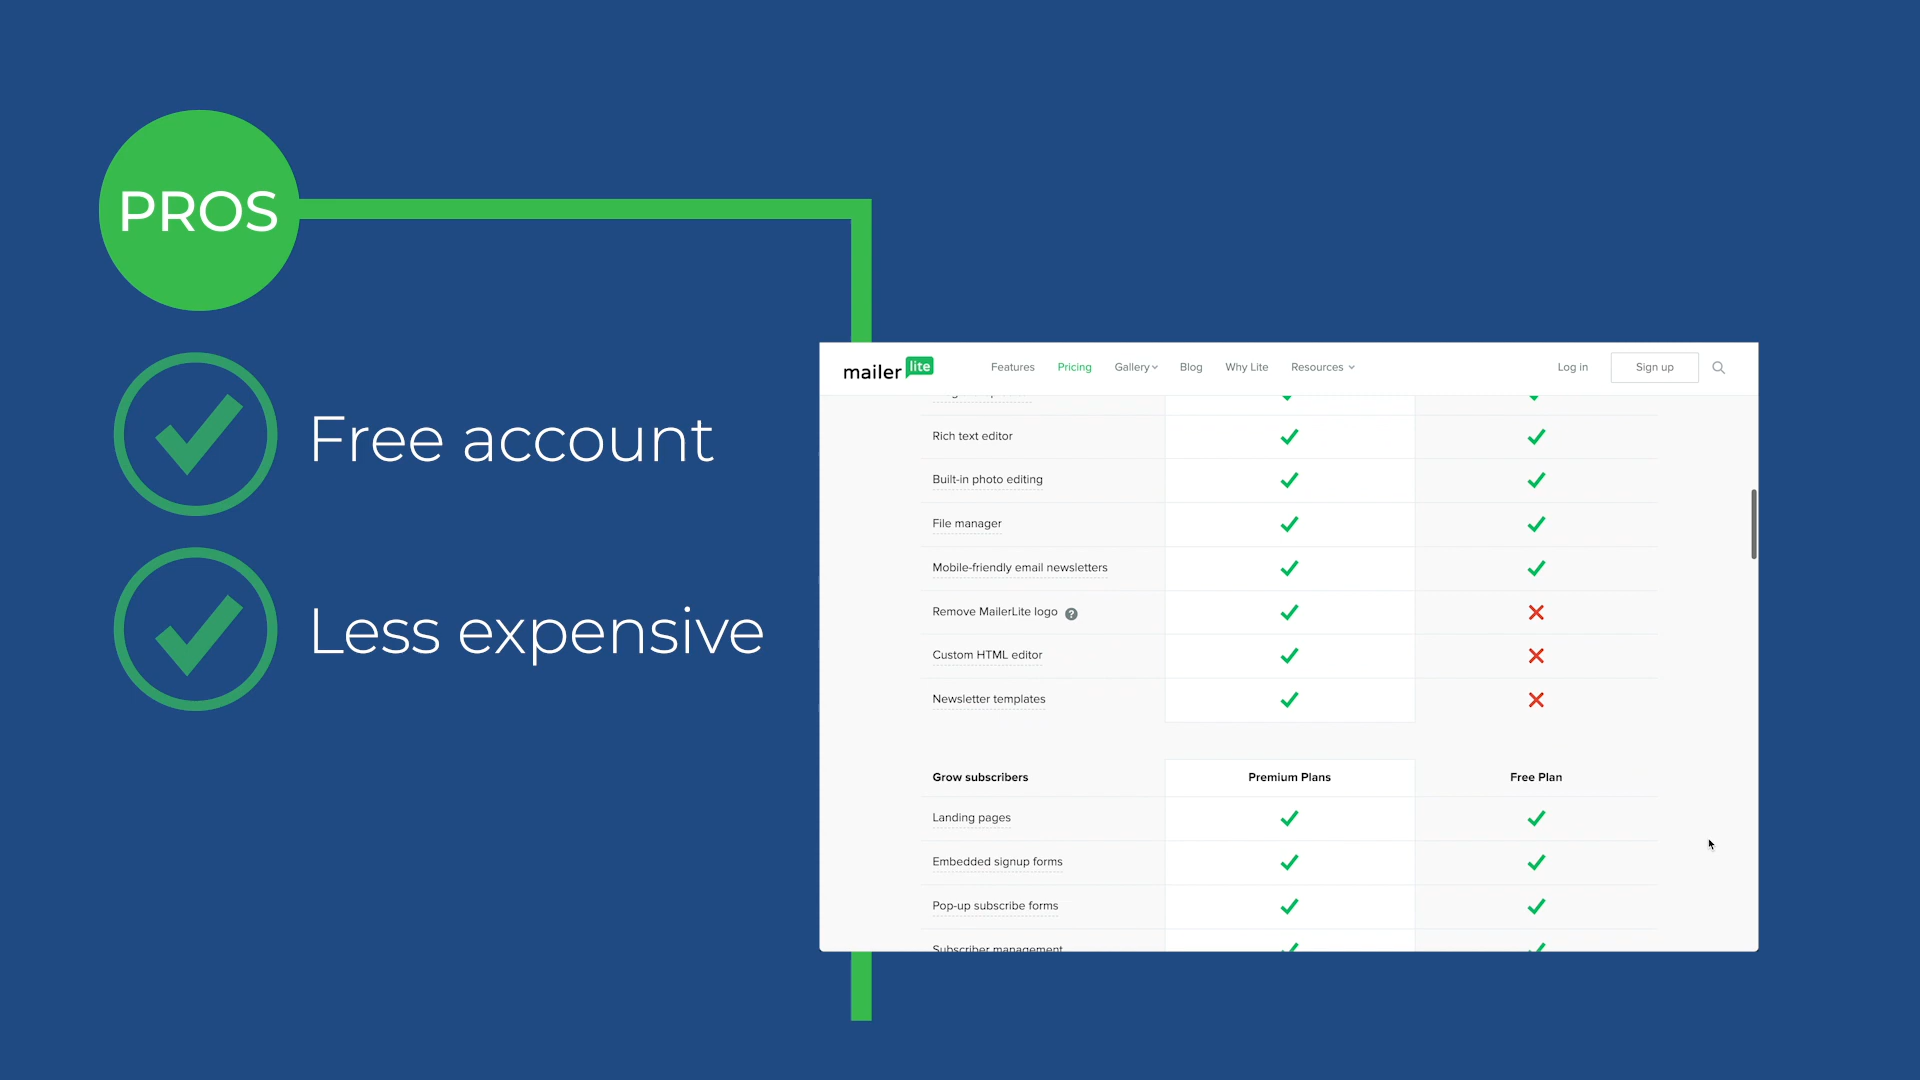 PROS
Free account
Less expensive
mailer lite
Features
Pricing
Gallery
Blog
Why Lite
Resources
Log in
Sign up
Rich text editor
Built-in photo editing
File manager
Mobile-friendly email newsletters
Remove MailerLite logo ?
Custom HTML editor
Newsletter templates
Grow subscribers
Premium Plans
Free Plan
Landing pages
Embedded signup forms
Pop-up subscribe forms
Subscriber management